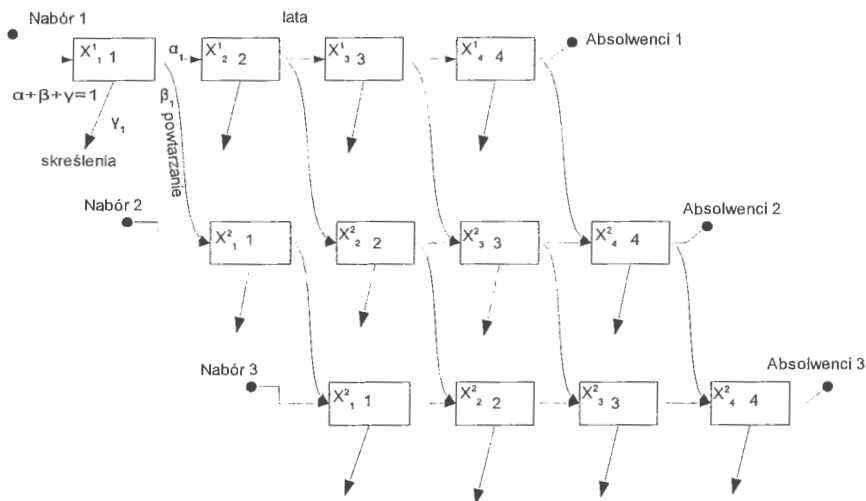 Nabór 1
lata
Absolwenci 1
X¹₁ 1
α₁
X¹₂ 2
X¹₃ 3
X¹₄ 4
α+β+γ=1
γ₁
β₁ powtarzanie
skreślenia
Nabór 2
Absolwenci 2
X²₁ 1
X²₂ 2
X²₃ 3
X²₄ 4
Nabór 3
Absolwenci 3
X²₁ 1
X²₂ 2
X²₃ 3
X²₄ 4